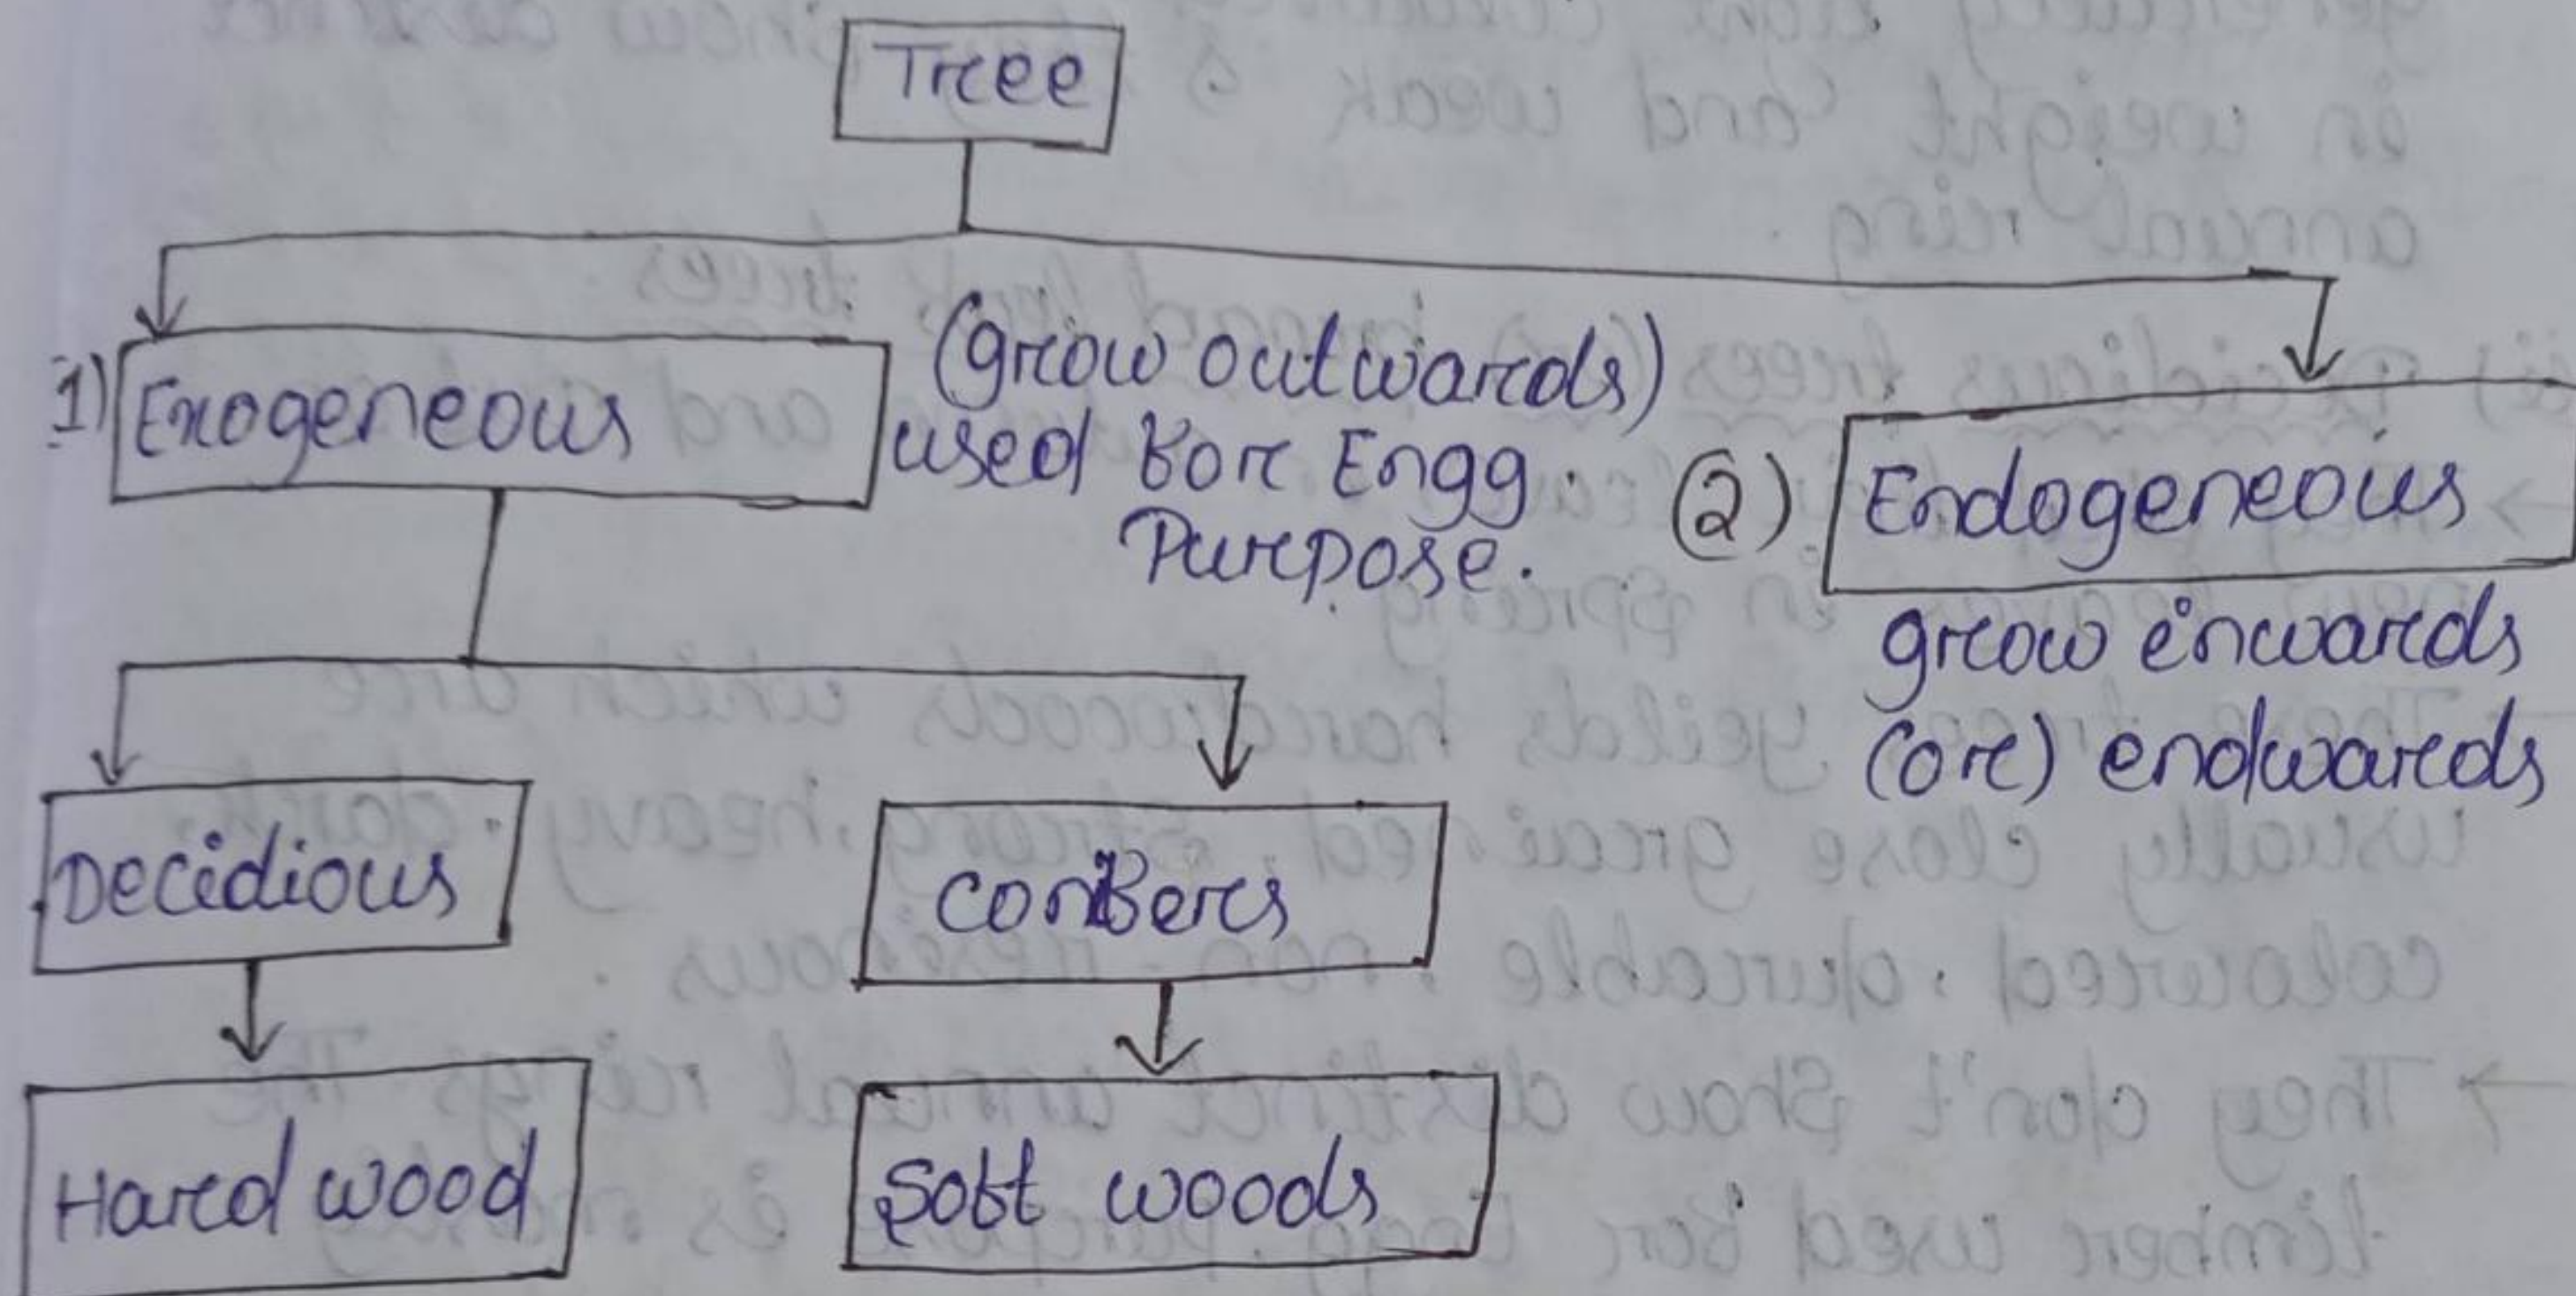 Tree
1) Exogeneous
(grow outwards)
used for Engg.
Purpose.
(2) Endogeneous
grow inwards
(or) endwards
Decidious
conifers
Hard wood
Soft woods